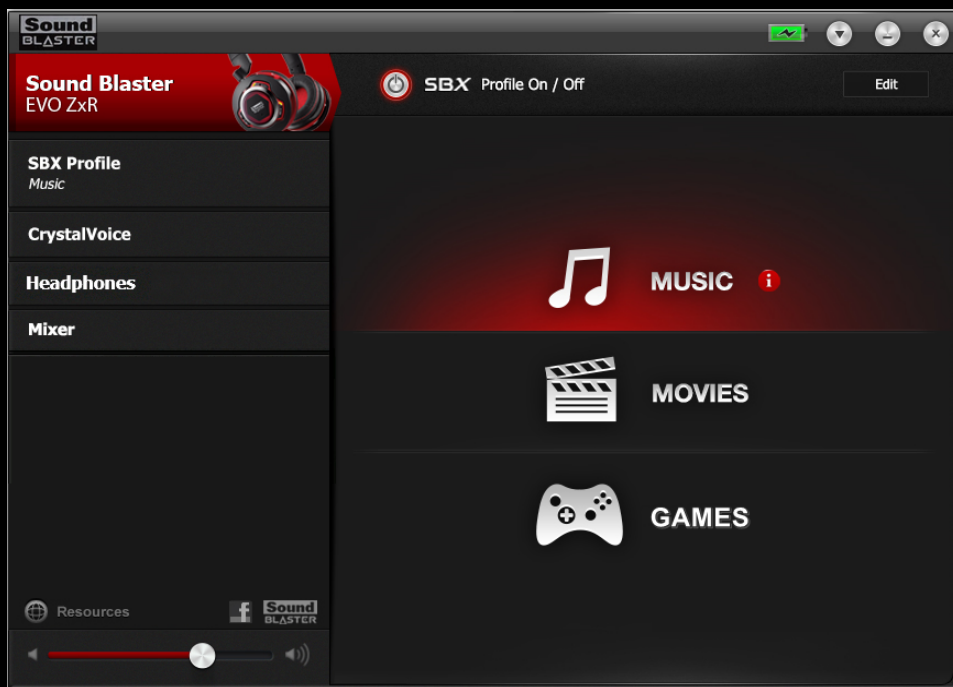 Sound
BLASTER
Sound Blaster
EVO ZxR
SBX Profile On / Off
Edit
SBX Profile
Music
CrystalVoice
Headphones
Mixer
MUSIC i
MOVIES
GAMES
Resources
f
Sound
BLASTER